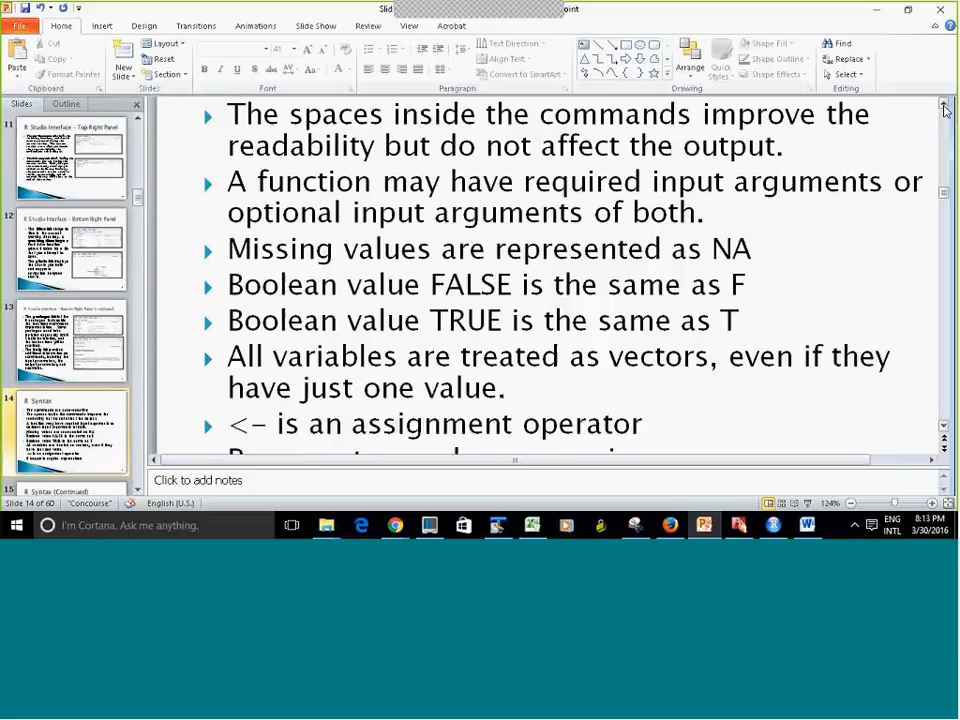 Slid
point
File
Home
Insert
Design
Transitions
Animations
Slide Show
Review
View
Acrobat
Paste
Cut
Copy
Format Painter
Clipboard
New
Slide
Layout
Reset
Section
Slides
Font
Text Direction
Align Text
Convert to SmartArt
Paragraph
Arrange
Quick
Styles
Shape Fill
Shape Outline
Shape Effects
Drawing
Find
Replace
Select
Editing
Slides
Outline
11
R Studio Interface - Top Right Panel
12
R Studio Interface - Bottom Right Panel
13
14
R Syntax
15
R Syntax (Continued)
The spaces inside the commands improve the
readability but do not affect the output.
A function may have required input arguments or
optional input arguments of both.
Missing values are represented as NA
Boolean value FALSE is the same as F
Boolean value TRUE is the same as T
All variables are treated as vectors, even if they
have just one value.
<- is an assignment operator
Click to add notes
Slide 14 of 60
"Concourse"
English (U.S.)
124%
I'm Cortana. Ask me anything.
ENG
INTL
8:13 PM
3/30/2016